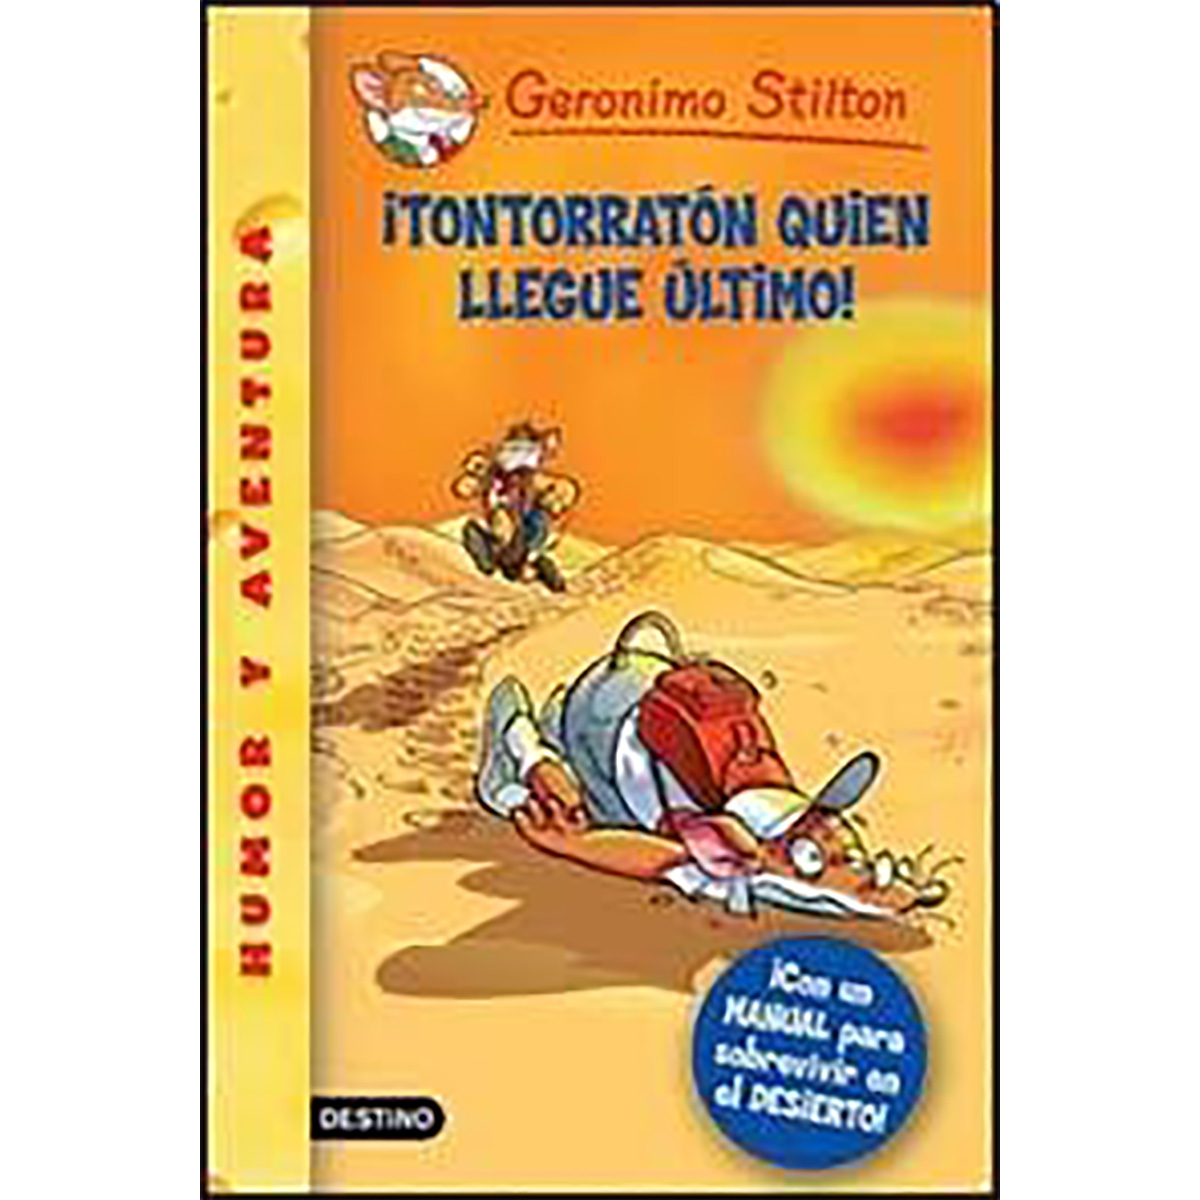 Geronimo Stilton
¡TONTORRATÓN QUIEN
LLEGUE ÚLTIMO!
HUMOR Y AVENTURA
¡Con un
MANUAL para
sobrevivir en
el DESIERTO!
DESTINO